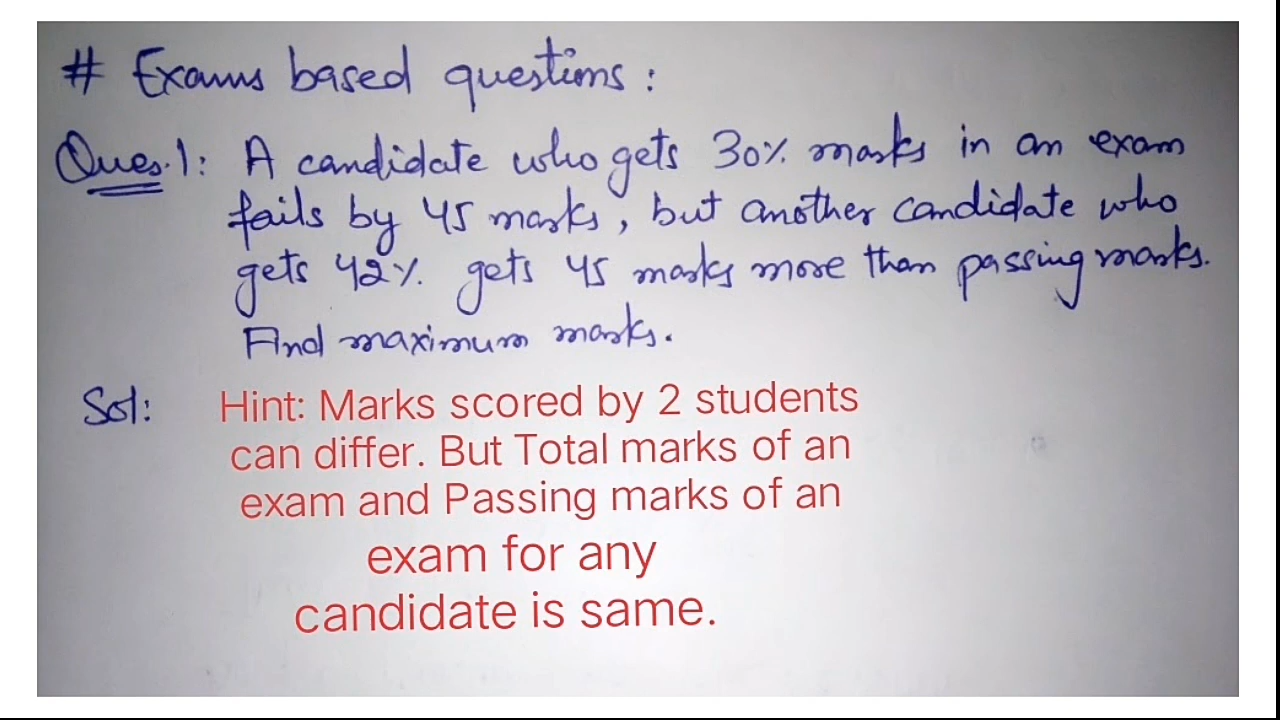 # Exams based questions :
Ques.1: A candidate who gets 30% marks in an exam
fails by 45 marks, but another candidate who
gets 42% gets 45 marks more than passing marks.
Find maximum marks.
Sol: Hint: Marks scored by 2 students
can differ. But Total marks of an
exam and Passing marks of an
exam for any
candidate is same.